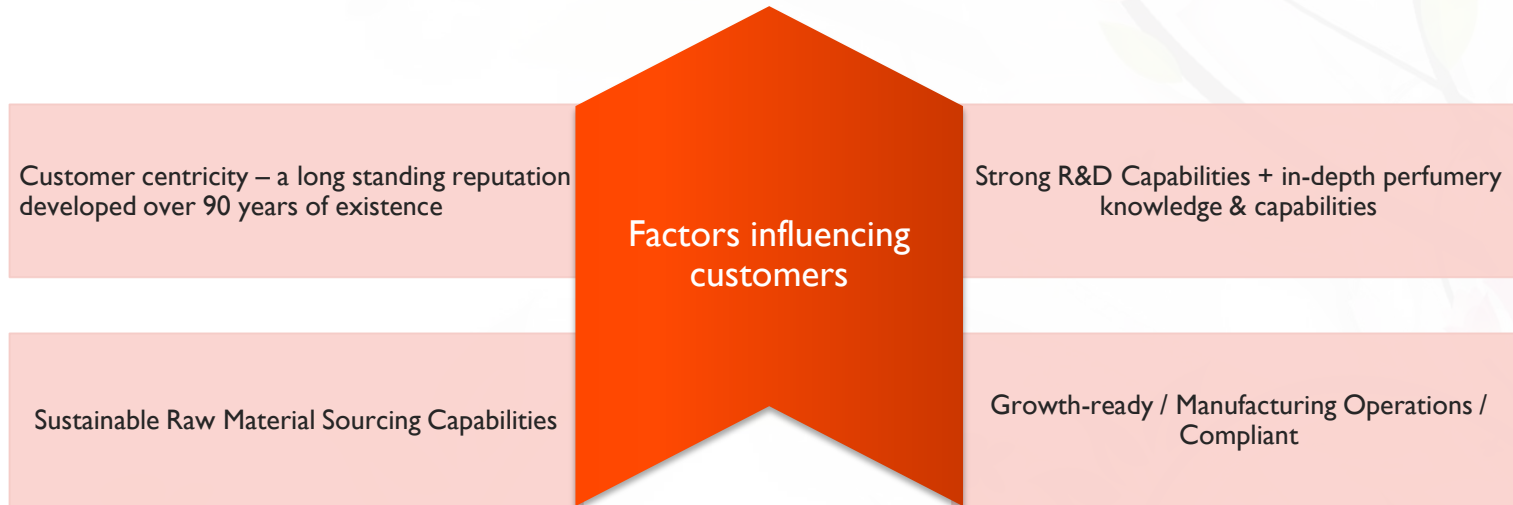 Customer centricity – a long standing reputation
developed over 90 years of existence
Factors influencing
customers
Strong R&D Capabilities + in-depth perfumery
knowledge & capabilities
Sustainable Raw Material Sourcing Capabilities
Growth-ready / Manufacturing Operations /
Compliant